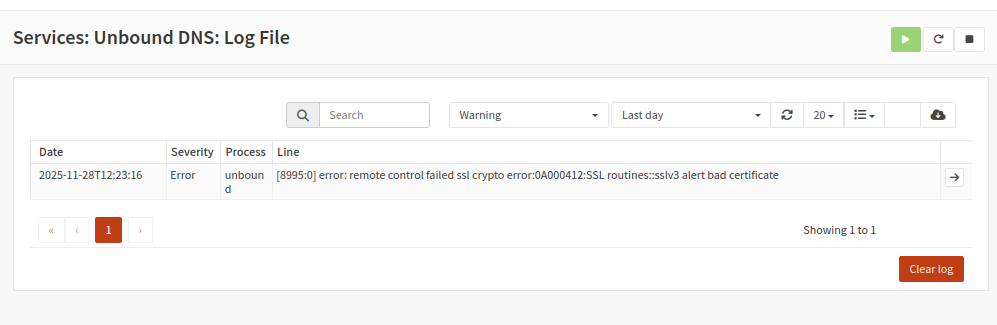 Services: Unbound DNS: Log File
Search
Warning
Last day
20
Date Severity Process Line
2025-11-28T12:23:16 Error unboun [8995:0] error: remote control failed ssl crypto error:0A000412:SSL routines::sslv3 alert bad certificate
d
« ‹ 1 › Showing 1 to 1
Clear log